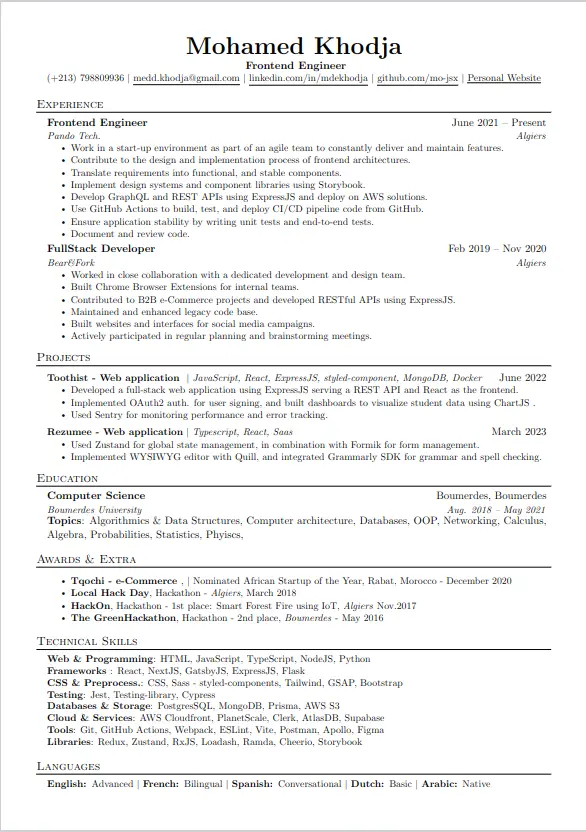 Mohamed Khodja
Frontend Engineer
(+213) 798809936 | medd.khodja@gmail.com | linkedin.com/in/mdekhodja | github.com/mo-jsx | Personal Website
Experience
Frontend Engineer June 2021 – Present
Pando Tech. Algiers
• Work in a start-up environment as part of an agile team to constantly deliver and maintain features.
• Contribute to the design and implementation process of frontend architectures.
• Translate requirements into functional, and stable components.
• Implement design systems and component libraries using Storybook.
• Develop GraphQL and REST APIs using ExpressJS and deploy on AWS solutions.
• Use GitHub Actions to build, test, and deploy CI/CD pipeline code from GitHub.
• Ensure application stability by writing unit tests and end-to-end tests.
• Document and review code.
FullStack Developer Feb 2019 – Nov 2020
Bear&Fork Algiers
• Worked in close collaboration with a dedicated development and design team.
• Built Chrome Browser Extensions for internal teams.
• Contributed to B2B e-Commerce projects and developed RESTful APIs using ExpressJS.
• Maintained and enhanced legacy code base.
• Built websites and interfaces for social media campaigns.
• Actively participated in regular planning and brainstorming meetings.
Projects
Toothist - Web application | JavaScript, React, ExpressJS, styled-component, MongoDB, Docker June 2022
• Developed a full-stack web application using ExpressJS serving a REST API and React as the frontend.
• Implemented OAuth2 auth. for user signing, and built dashboards to visualize student data using ChartJS .
• Used Sentry for monitoring performance and error tracking.
Rezumee - Web application | Typescript, React, Saas March 2023
• Used Zustand for global state management, in combination with Formik for form management.
• Implemented WYSIWYG editor with Quill, and integrated Grammarly SDK for grammar and spell checking.
Education
Computer Science Boumerdes, Boumerdes
Boumerdes University Aug. 2018 – May 2021
Topics: Algorithmics & Data Structures, Computer architecture, Databases, OOP, Networking, Calculus,
Algebra, Probabilities, Statistics, Phyiscs,
Awards & Extra
• Tqochi - e-Commerce , | Nominated African Startup of the Year, Rabat, Morocco - December 2020
• Local Hack Day, Hackathon - Algiers, March 2018
• HackOn, Hackathon - 1st place: Smart Forest Fire using IoT, Algiers Nov.2017
• The GreenHackathon, Hackathon - 2nd place, Boumerdes - May 2016
Technical Skills
Web & Programming: HTML, JavaScript, TypeScript, NodeJS, Python
Frameworks : React, NextJS, GatsbyJS, ExpressJS, Flask
CSS & Preprocess.: CSS, Sass - styled-components, Tailwind, GSAP, Bootstrap
Testing: Jest, Testing-library, Cypress
Databases & Storage: PostgresSQL, MongoDB, Prisma, AWS S3
Cloud & Services: AWS Cloudfront, PlanetScale, Clerk, AtlasDB, Supabase
Tools: Git, GitHub Actions, Webpack, ESLint, Vite, Postman, Apollo, Figma
Libraries: Redux, Zustand, RxJS, Loadash, Ramda, Cheerio, Storybook
Languages
English: Advanced | French: Bilingual | Spanish: Conversational | Dutch: Basic | Arabic: Native